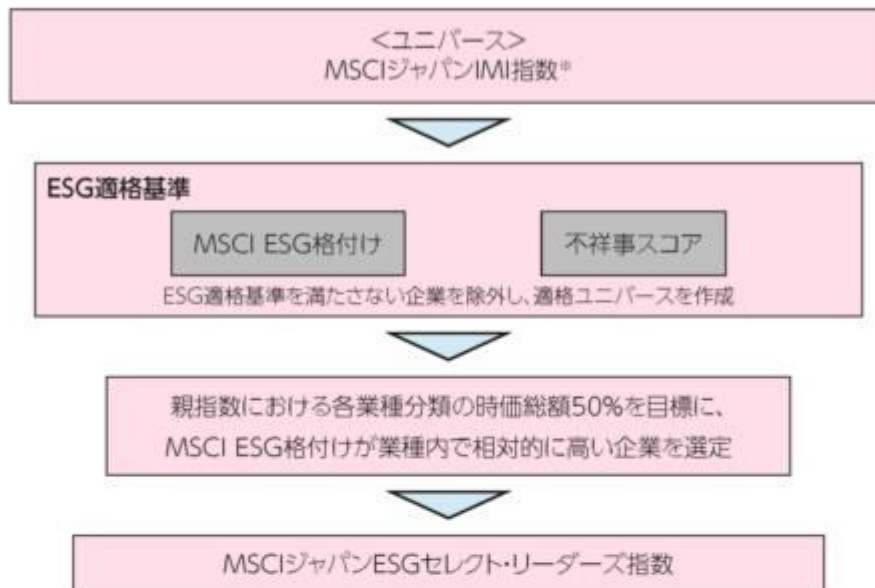 ＜ユニバース＞
MSCIジャパンIMI指数※
ESG適格基準
MSCI ESG格付け
不祥事スコア
ESG適格基準を満たさない企業を除外し、適格ユニバースを作成
親指数における各業種分類の時価総額50%を目標に、
MSCI ESG格付けが業種内で相対的に高い企業を選定
MSCIジャパンESGセレクト・リーダーズ指数